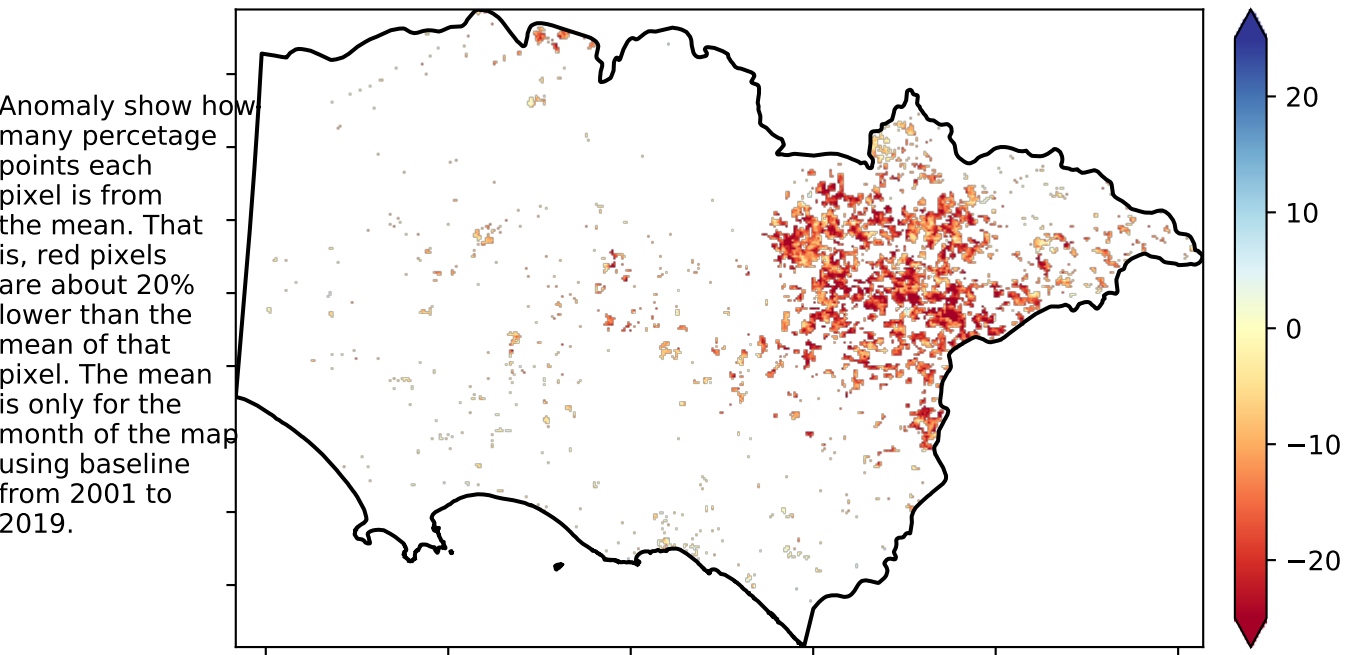 Anomaly show how
many percetage
points each
pixel is from
the mean. That
is, red pixels
are about 20%
lower than the
mean of that
pixel. The mean
is only for the
month of the map
using baseline
from 2001 to
2019.
20
10
0
−10
−20